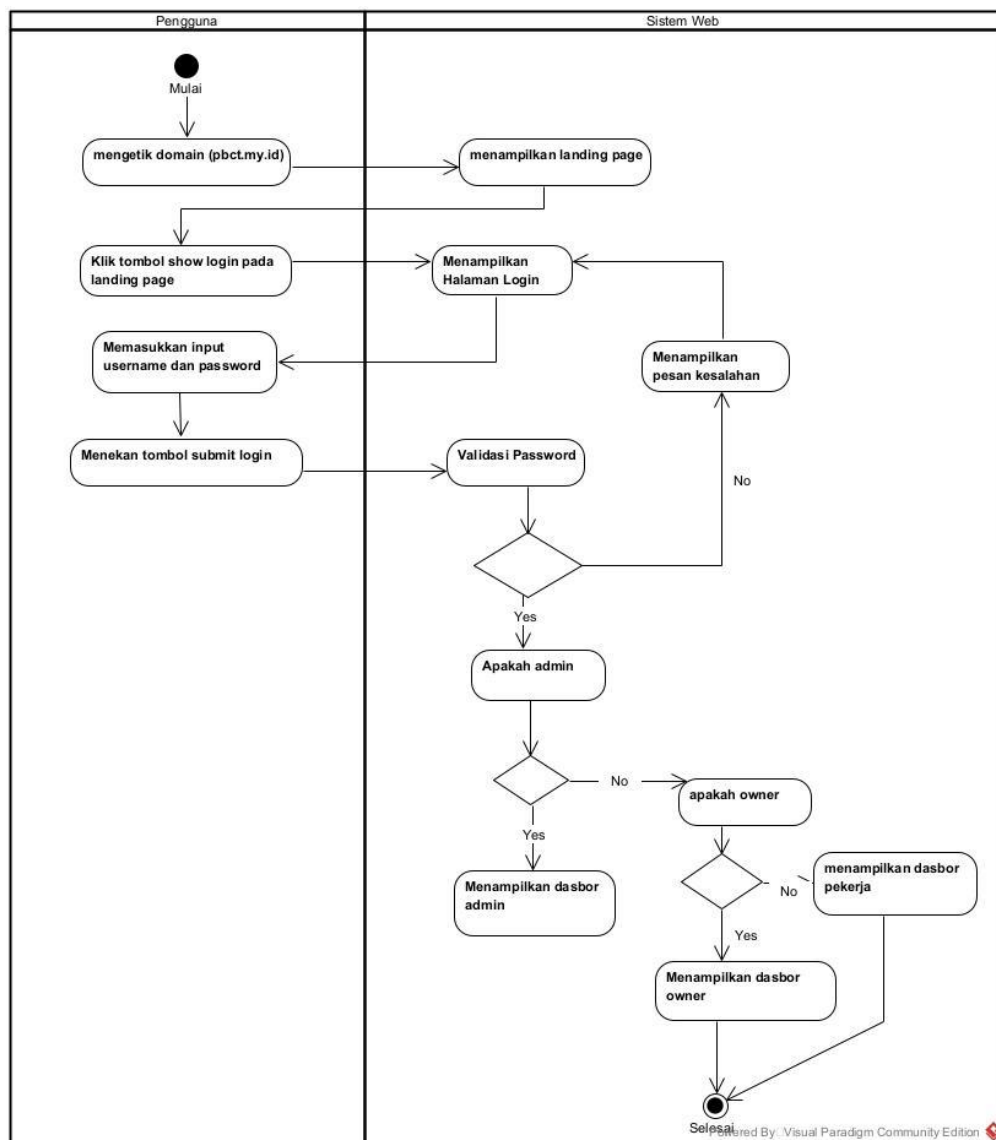 Pengguna
Sistem Web
Mulai
mengetik domain (pbct.my.id)
menampilkan landing page
Klik tombol show login pada
landing page
Menampilkan
Halaman Login
Memasukkan input
username dan password
Menampilkan
pesan kesalahan
Menekan tombol submit login
Validasi Password
No
Yes
Apakah admin
No
apakah owner
Yes
Menampilkan dasbor
admin
menampilkan dasbor
pekerja
No
Yes
Menampilkan dasbor
owner
Selesai
Powered By Visual Paradigm Community Edition